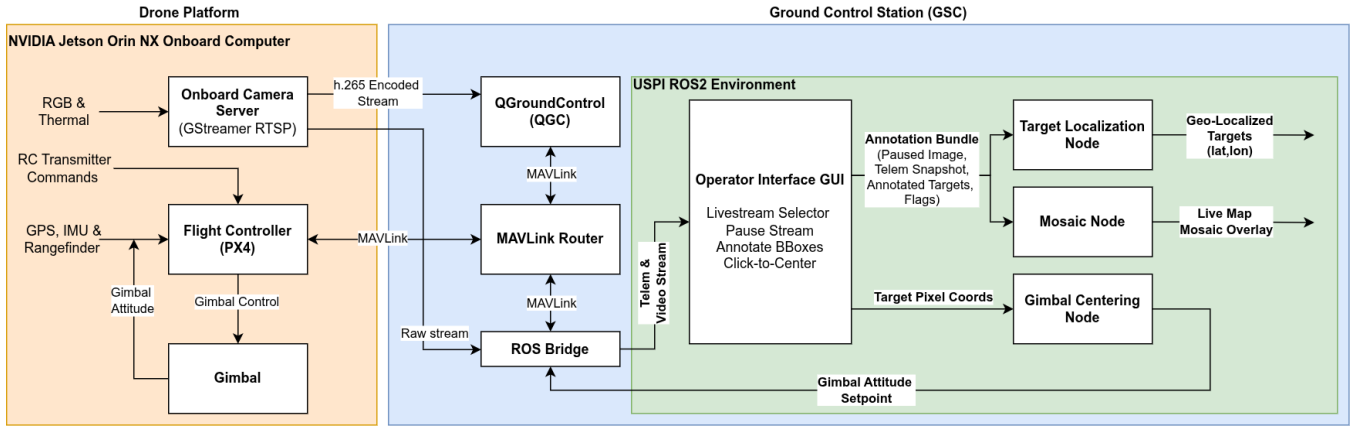 Drone Platform
Ground Control Station (GSC)
NVIDIA Jetson Orin NX Onboard Computer
RGB &
Thermal
Onboard Camera
Server
(GStreamer RTSP)
h.265 Encoded
Stream
QGroundControl
(QGC)
USPI ROS2 Environment
RC Transmitter
Commands
MAVLink
GPS, IMU &
Rangefinder
Flight Controller
(PX4)
MAVLink
MAVLink Router
Gimbal
Attitude
Gimbal Control
MAVLink
Raw stream
Gimbal
ROS Bridge
Telem &
Video Stream
Operator Interface GUI
Livestream Selector
Pause Stream
Annotate BBoxes
Click-to-Center
Annotation Bundle
(Paused Image,
Telem Snapshot,
Annotated Targets,
Flags)
Target Localization
Node
Geo-Localized
Targets
(lat,lon)
Mosaic Node
Live Map
Mosaic Overlay
Target Pixel Coords
Gimbal Centering
Node
Gimbal Attitude
Setpoint